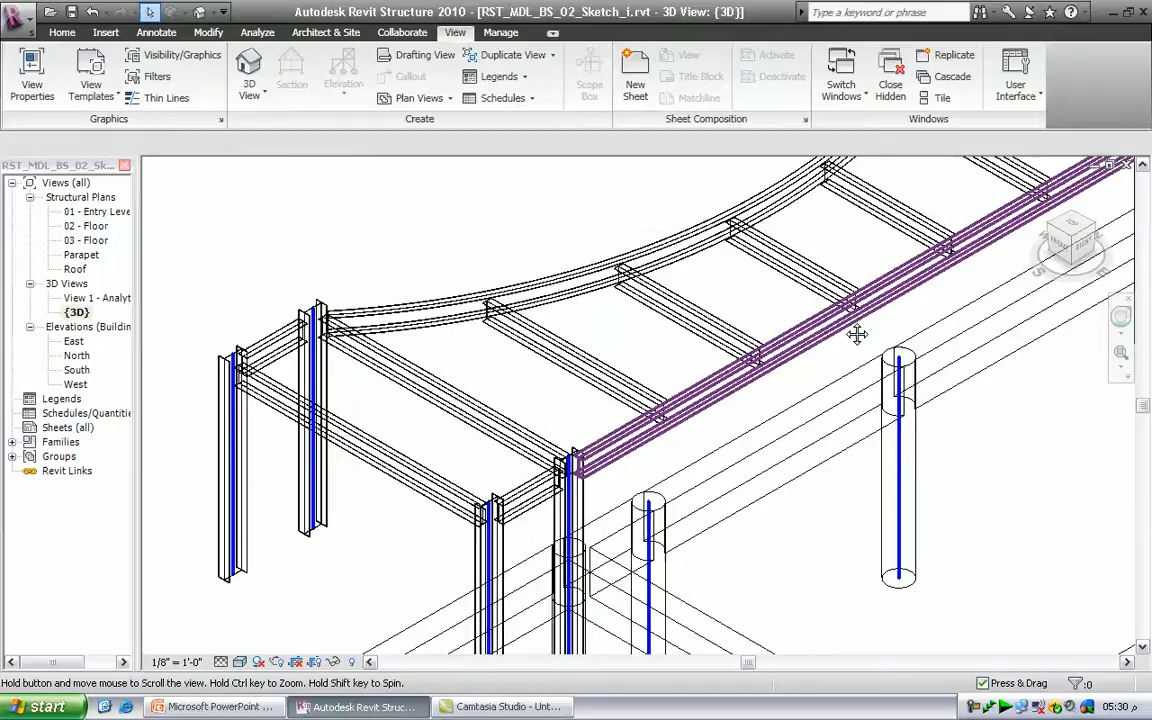 Autodesk Revit Structure 2010 - [RST_MDL_BS_02_Sketch_i.rvt - 3D View: {3D}]
Type a keyword or phrase
Home Insert Annotate Modify Analyze Architect & Site Collaborate View Manage
View Properties
View Templates
Visibility/Graphics
Filters
Thin Lines
3D View
Section
Elevation
Drafting View
Callout
Plan Views
Duplicate View
Legends
Schedules
Scope Box
New Sheet
View
Title Block
Matchline
Activate
Deactivate
Switch Windows
Close Hidden
Replicate
Cascade
Tile
User Interface
Graphics Create Sheet Composition Windows
RST_MDL_BS_02_Sk...
Views (all)
Structural Plans
01 - Entry Leve
02 - Floor
03 - Floor
Parapet
Roof
3D Views
View 1 - Analyt
{3D}
Elevations (Buildin
East
North
South
West
Legends
Schedules/Quantitie
Sheets (all)
Families
Groups
Revit Links
TOP
FRONT
RIGHT
S
E
1/8" = 1'-0"
Hold button and move mouse to Scroll the view. Hold Ctrl key to Zoom. Hold Shift key to Spin.
Press & Drag
:0
start
Microsoft PowerPoint ...
Autodesk Revit Struc...
Camtasia Studio - Unt...
05:30 م